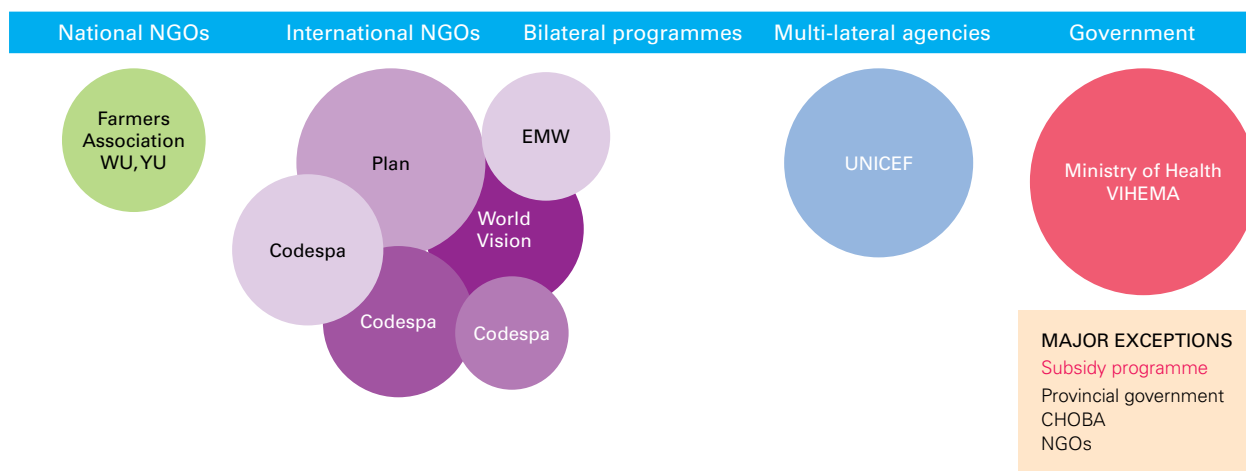 National NGOs
International NGOs
Bilateral programmes
Multi-lateral agencies
Government
Farmers
Association
WU, YU
Plan
EMW
World
Vision
Codespa
Codespa
Codespa
UNICEF
Ministry of Health
VIHEMA
MAJOR EXCEPTIONS
Subsidy programme
Provincial government
CHOBA
NGOs